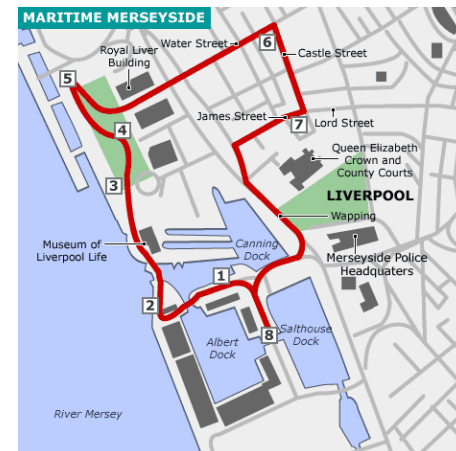 MARITIME MERSEYSIDE
Water Street
6
Castle Street
Royal Liver
Building
5
James Street
7
Lord Street
4
Queen Elizabeth
Crown and
County Courts
3
LIVERPOOL
Wapping
Museum of
Liverpool Life
Canning
Dock
Merseyside Police
Headquaters
1
2
8
Albert
Dock
Salthouse
Dock
River Mersey